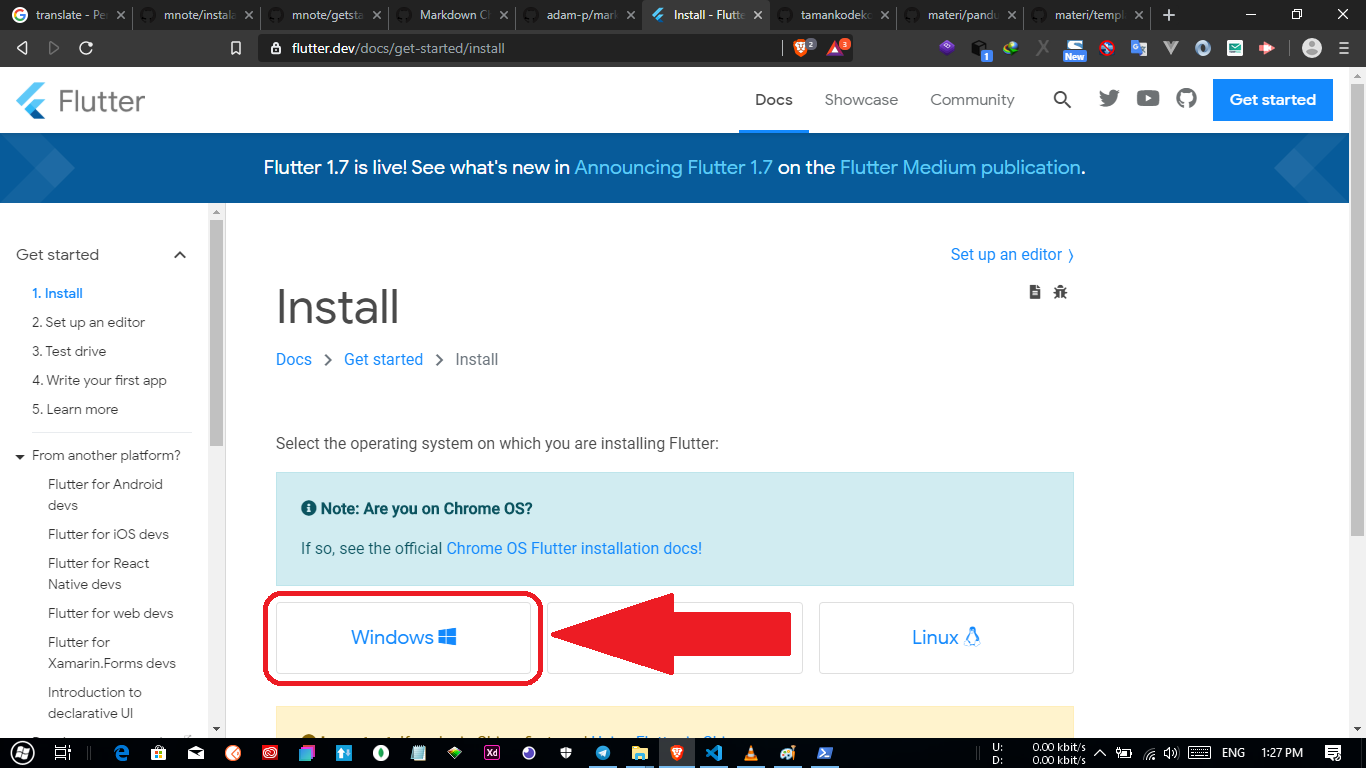 translate - Pe
mnote/instala
mnote/getsta
Markdown C
adam-p/mark
Install - Flutte
tamankodeko
materi/pandu
materi/templ
flutter.dev/docs/get-started/install
2
3
1
New
Flutter
Docs
Showcase
Community
Get started
Flutter 1.7 is live! See what's new in Announcing Flutter 1.7 on the Flutter Medium publication.
Get started
1. Install
2. Set up an editor
3. Test drive
4. Write your first app
5. Learn more
From another platform?
Flutter for Android
devs
Flutter for iOS devs
Flutter for React
Native devs
Flutter for web devs
Flutter for
Xamarin.Forms devs
Introduction to
declarative UI
Set up an editor ⟩
Install
Docs > Get started > Install
Select the operating system on which you are installing Flutter:
Note: Are you on Chrome OS?
If so, see the official Chrome OS Flutter installation docs!
Windows
Linux
Xd
U: 0.00 kbit/s
D: 0.00 kbit/s
ENG
1:27 PM